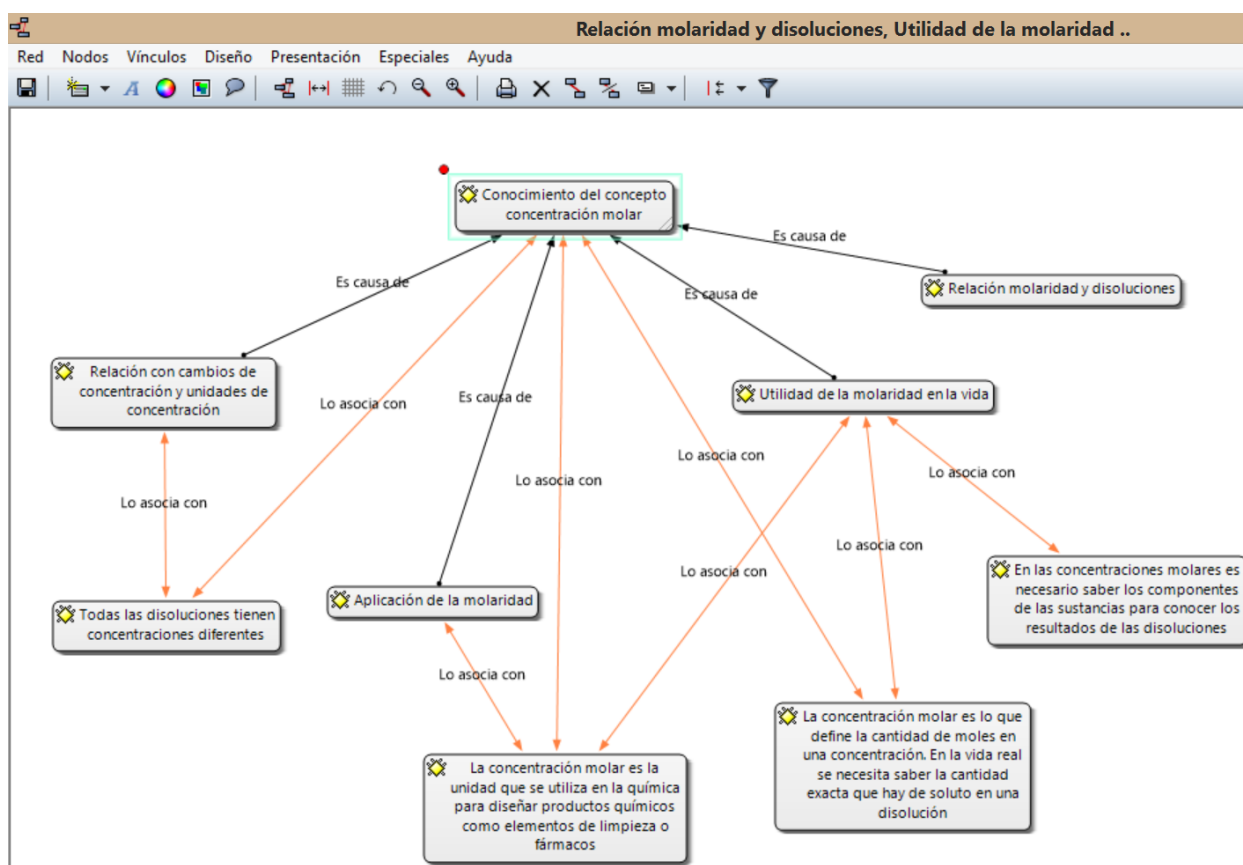 Relación molaridad y disoluciones, Utilidad de la molaridad ..
Red Nodos Vínculos Diseño Presentación Especiales Ayuda
A
Conocimiento del concepto
concentración molar
Es causa de
Relación molaridad y disoluciones
Es causa de
Es causa de
Relación con cambios de
concentración y unidades de
concentración
Lo asocia con
Es causa de
Utilidad de la molaridad en la vida
Lo asocia con
Lo asocia con
Lo asocia con
Lo asocia con
Lo asocia con
Lo asocia con
En las concentraciones molares es
necesario saber los componentes
de las sustancias para conocer los
resultados de las disoluciones
Aplicación de la molaridad
Todas las disoluciones tienen
concentraciones diferentes
Lo asocia con
La concentración molar es lo que
define la cantidad de moles en
una concentración. En la vida real
se necesita saber la cantidad
exacta que hay de soluto en una
disolución
La concentración molar es la
unidad que se utiliza en la química
para diseñar productos químicos
como elementos de limpieza o
fármacos